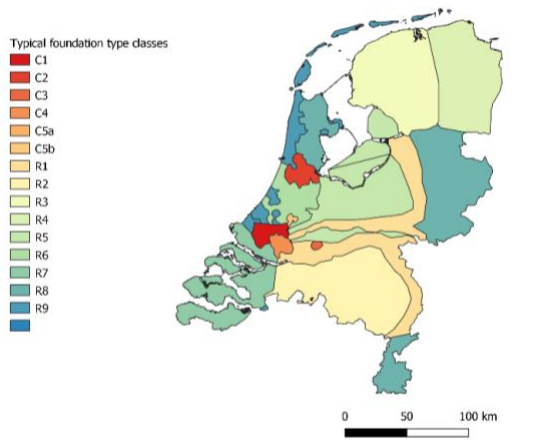 Typical foundation type classes
C1
C2
C3
C4
C5a
C5b
R1
R2
R3
R4
R5
R6
R7
R8
R9
0 50 100 km